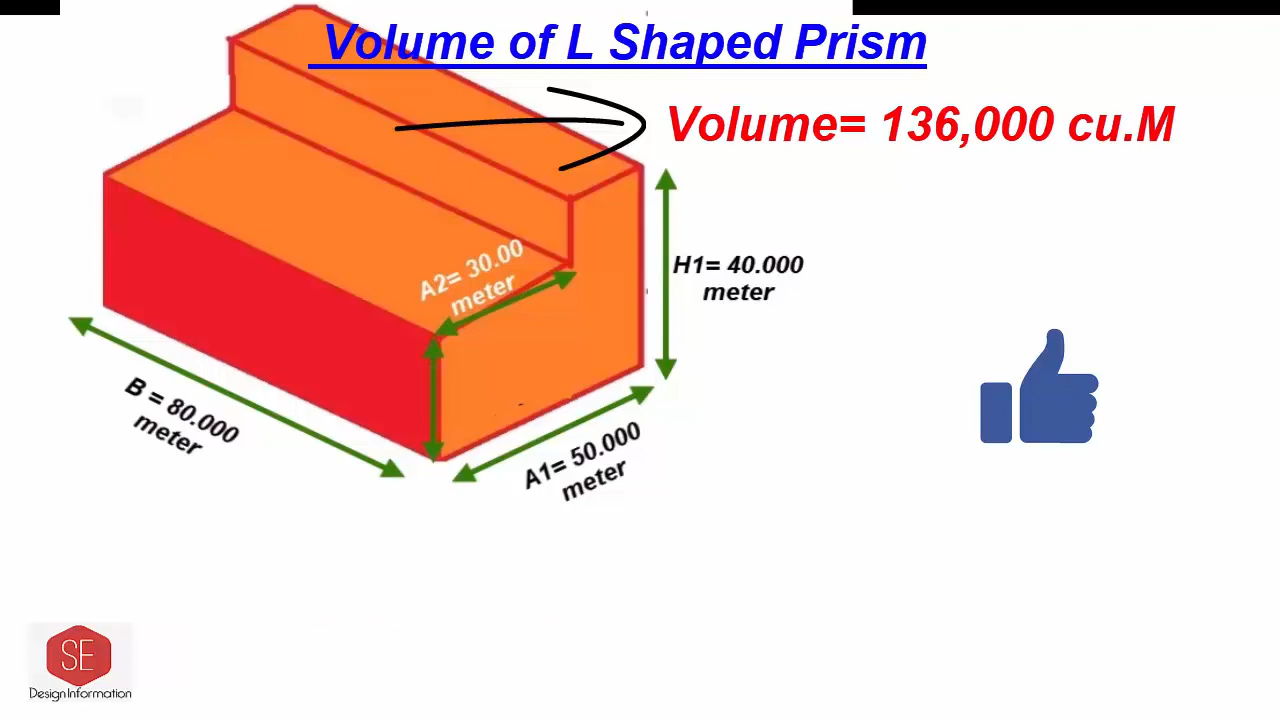 Volume of L Shaped Prism
Volume= 136,000 cu.M
A2= 30.00
meter
H1= 40.000
meter
B = 80.000
meter
A1= 50.000
meter
SE
Design Information